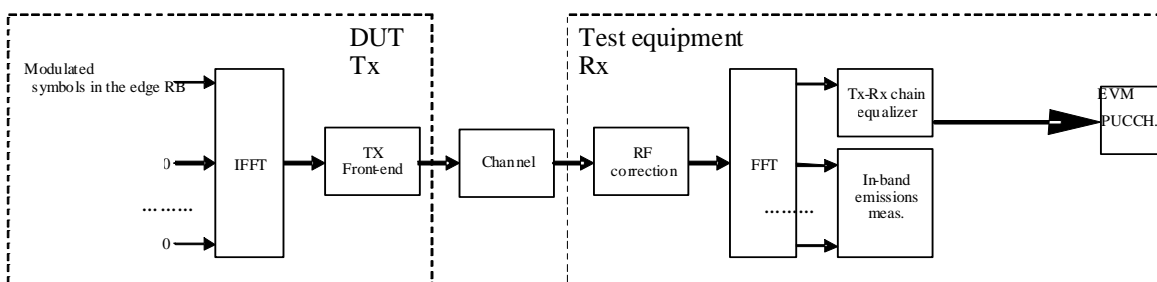 DUT
Tx
Test equipment
Rx
Modulated
symbols in the edge RB
0
………
0
IFFT
TX
Front-end
Channel
RF
correction
FFT
………
Tx-Rx chain
equalizer
In-band
emissions
meas.
EVM
PUCCH.